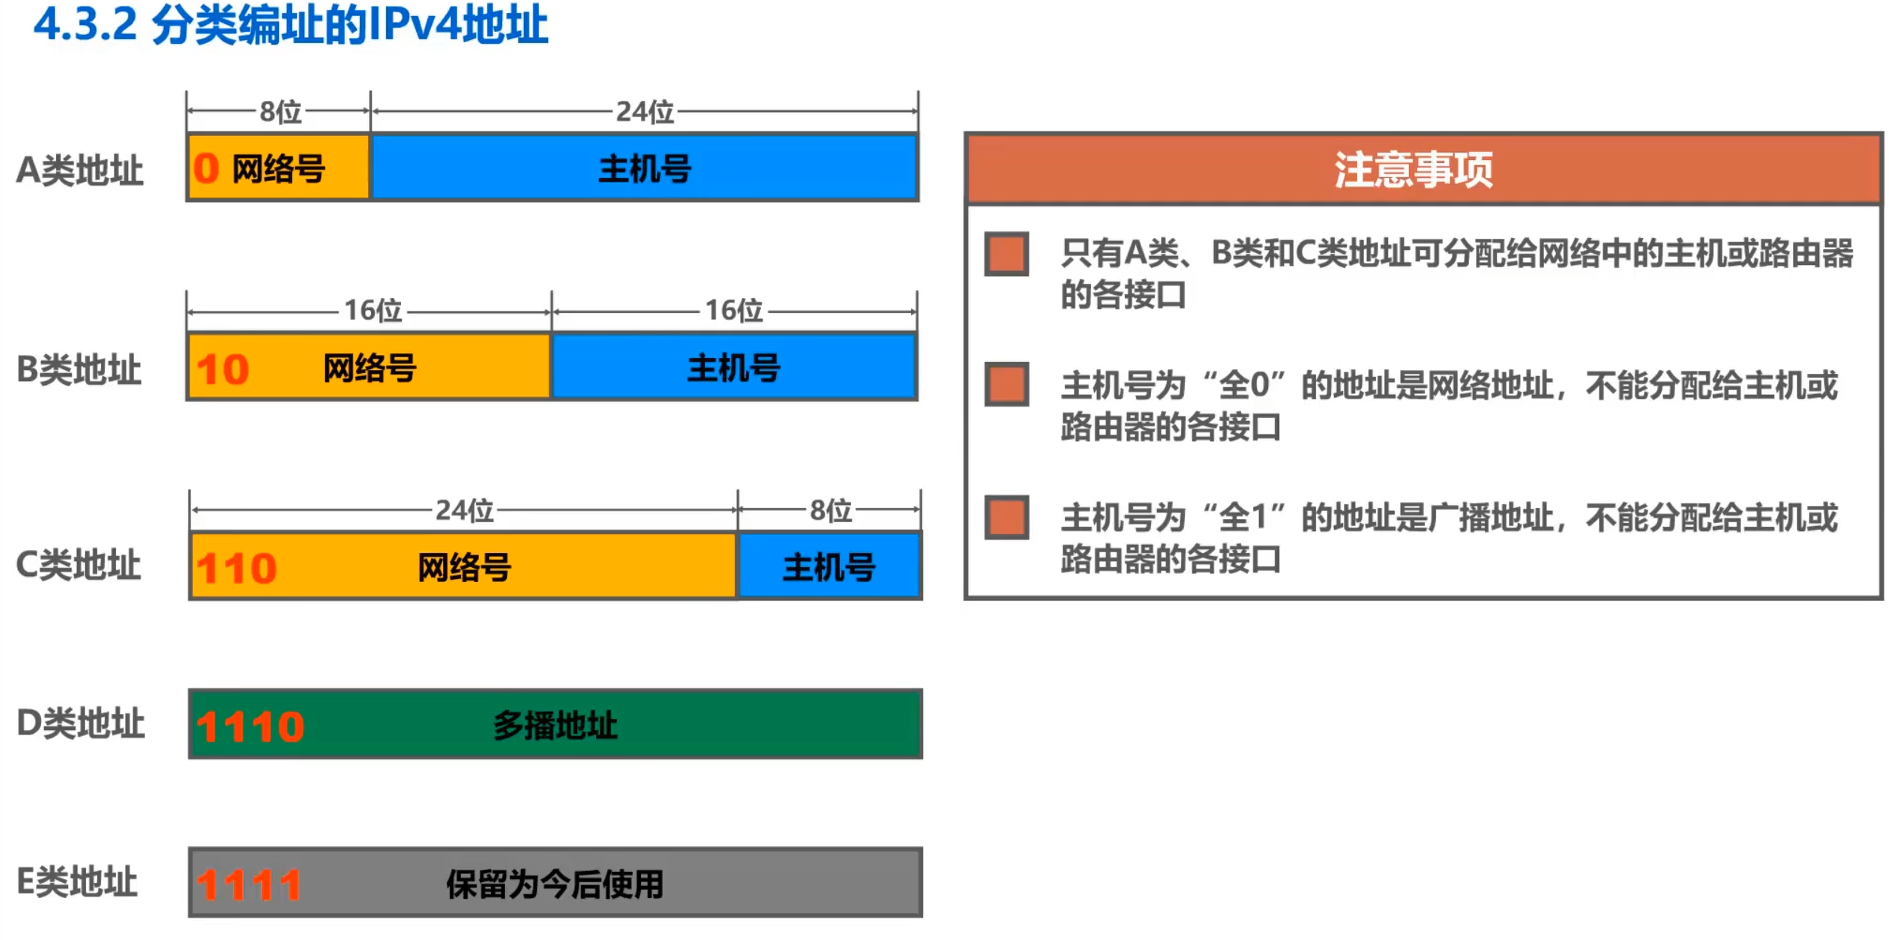 4.3.2 分类编址的IPv4地址
8位
24位
A类地址
0 网络号
主机号
16位
16位
B类地址
10 网络号
主机号
24位
8位
C类地址
110 网络号
主机号
D类地址
1110 多播地址
E类地址
1111 保留为今后使用
注意事项
只有A类、B类和C类地址可分配给网络中的主机或路由器
的各接口
主机号为“全0”的地址是网络地址，不能分配给主机或
路由器的各接口
主机号为“全1”的地址是广播地址，不能分配给主机或
路由器的各接口